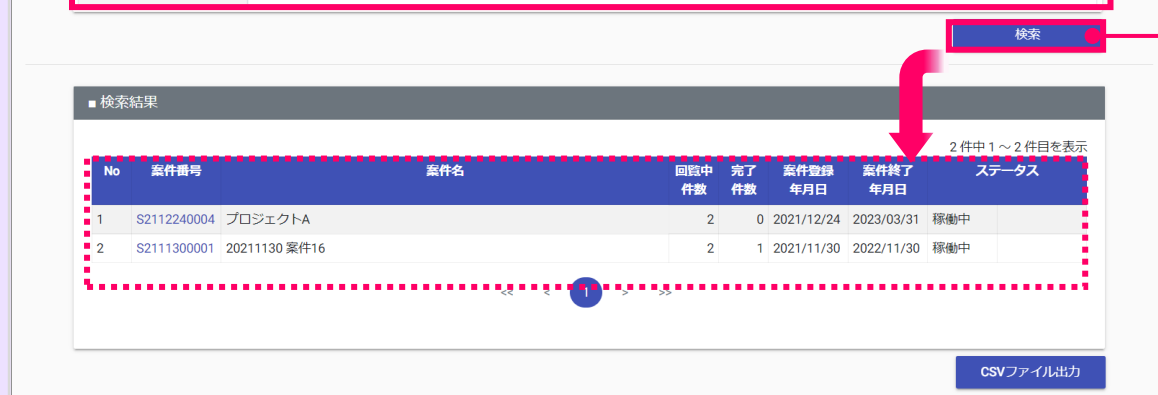 検索
■ 検索結果
2 件中 1 ～ 2 件目を表示
No 案件番号 案件名 回覧中件数 完了件数 案件登録年月日 案件終了年月日 ステータス
1 S2112240004 プロジェクトA 2 0 2021/12/24 2023/03/31 稼働中
2 S2111300001 20211130 案件16 2 1 2021/11/30 2022/11/30 稼働中
<< < 1 > >>
CSVファイル出力